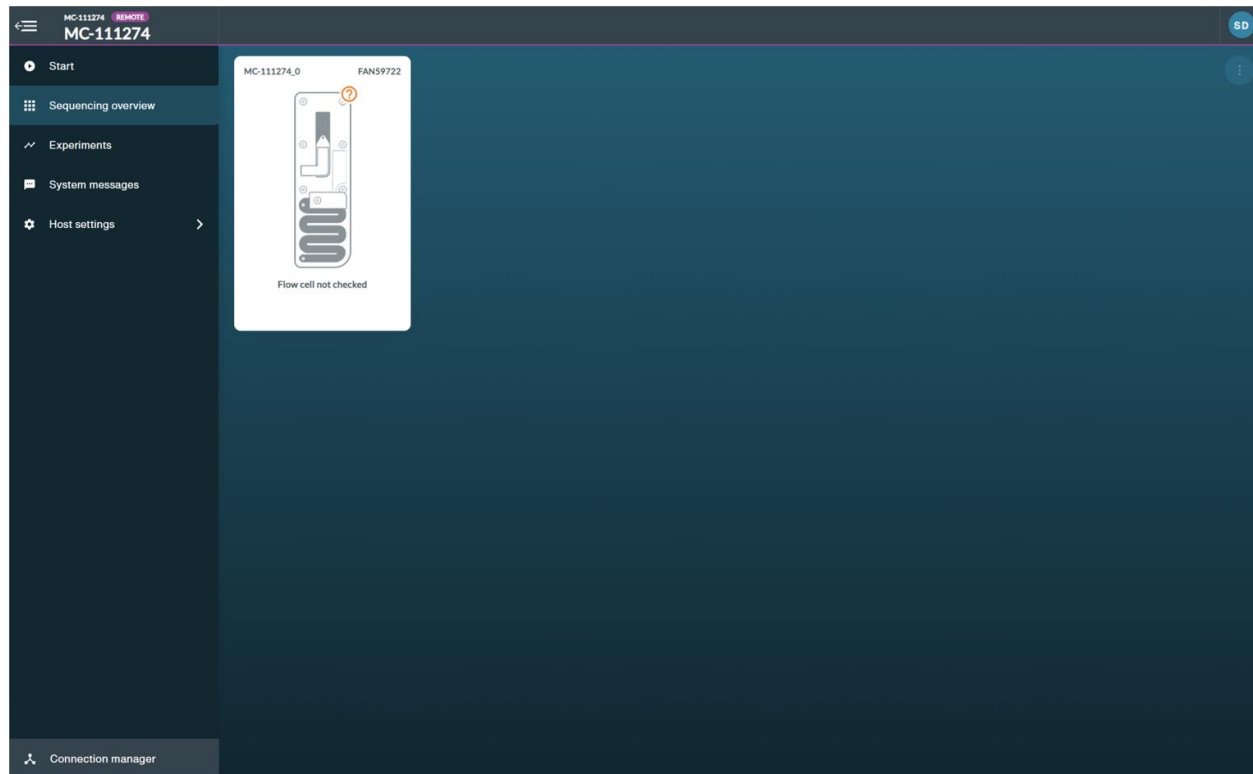 MC-111274 REMOTE
MC-111274
SD
Start
Sequencing overview
Experiments
System messages
Host settings
MC-111274_0 FAN59722
?
Flow cell not checked
Connection manager